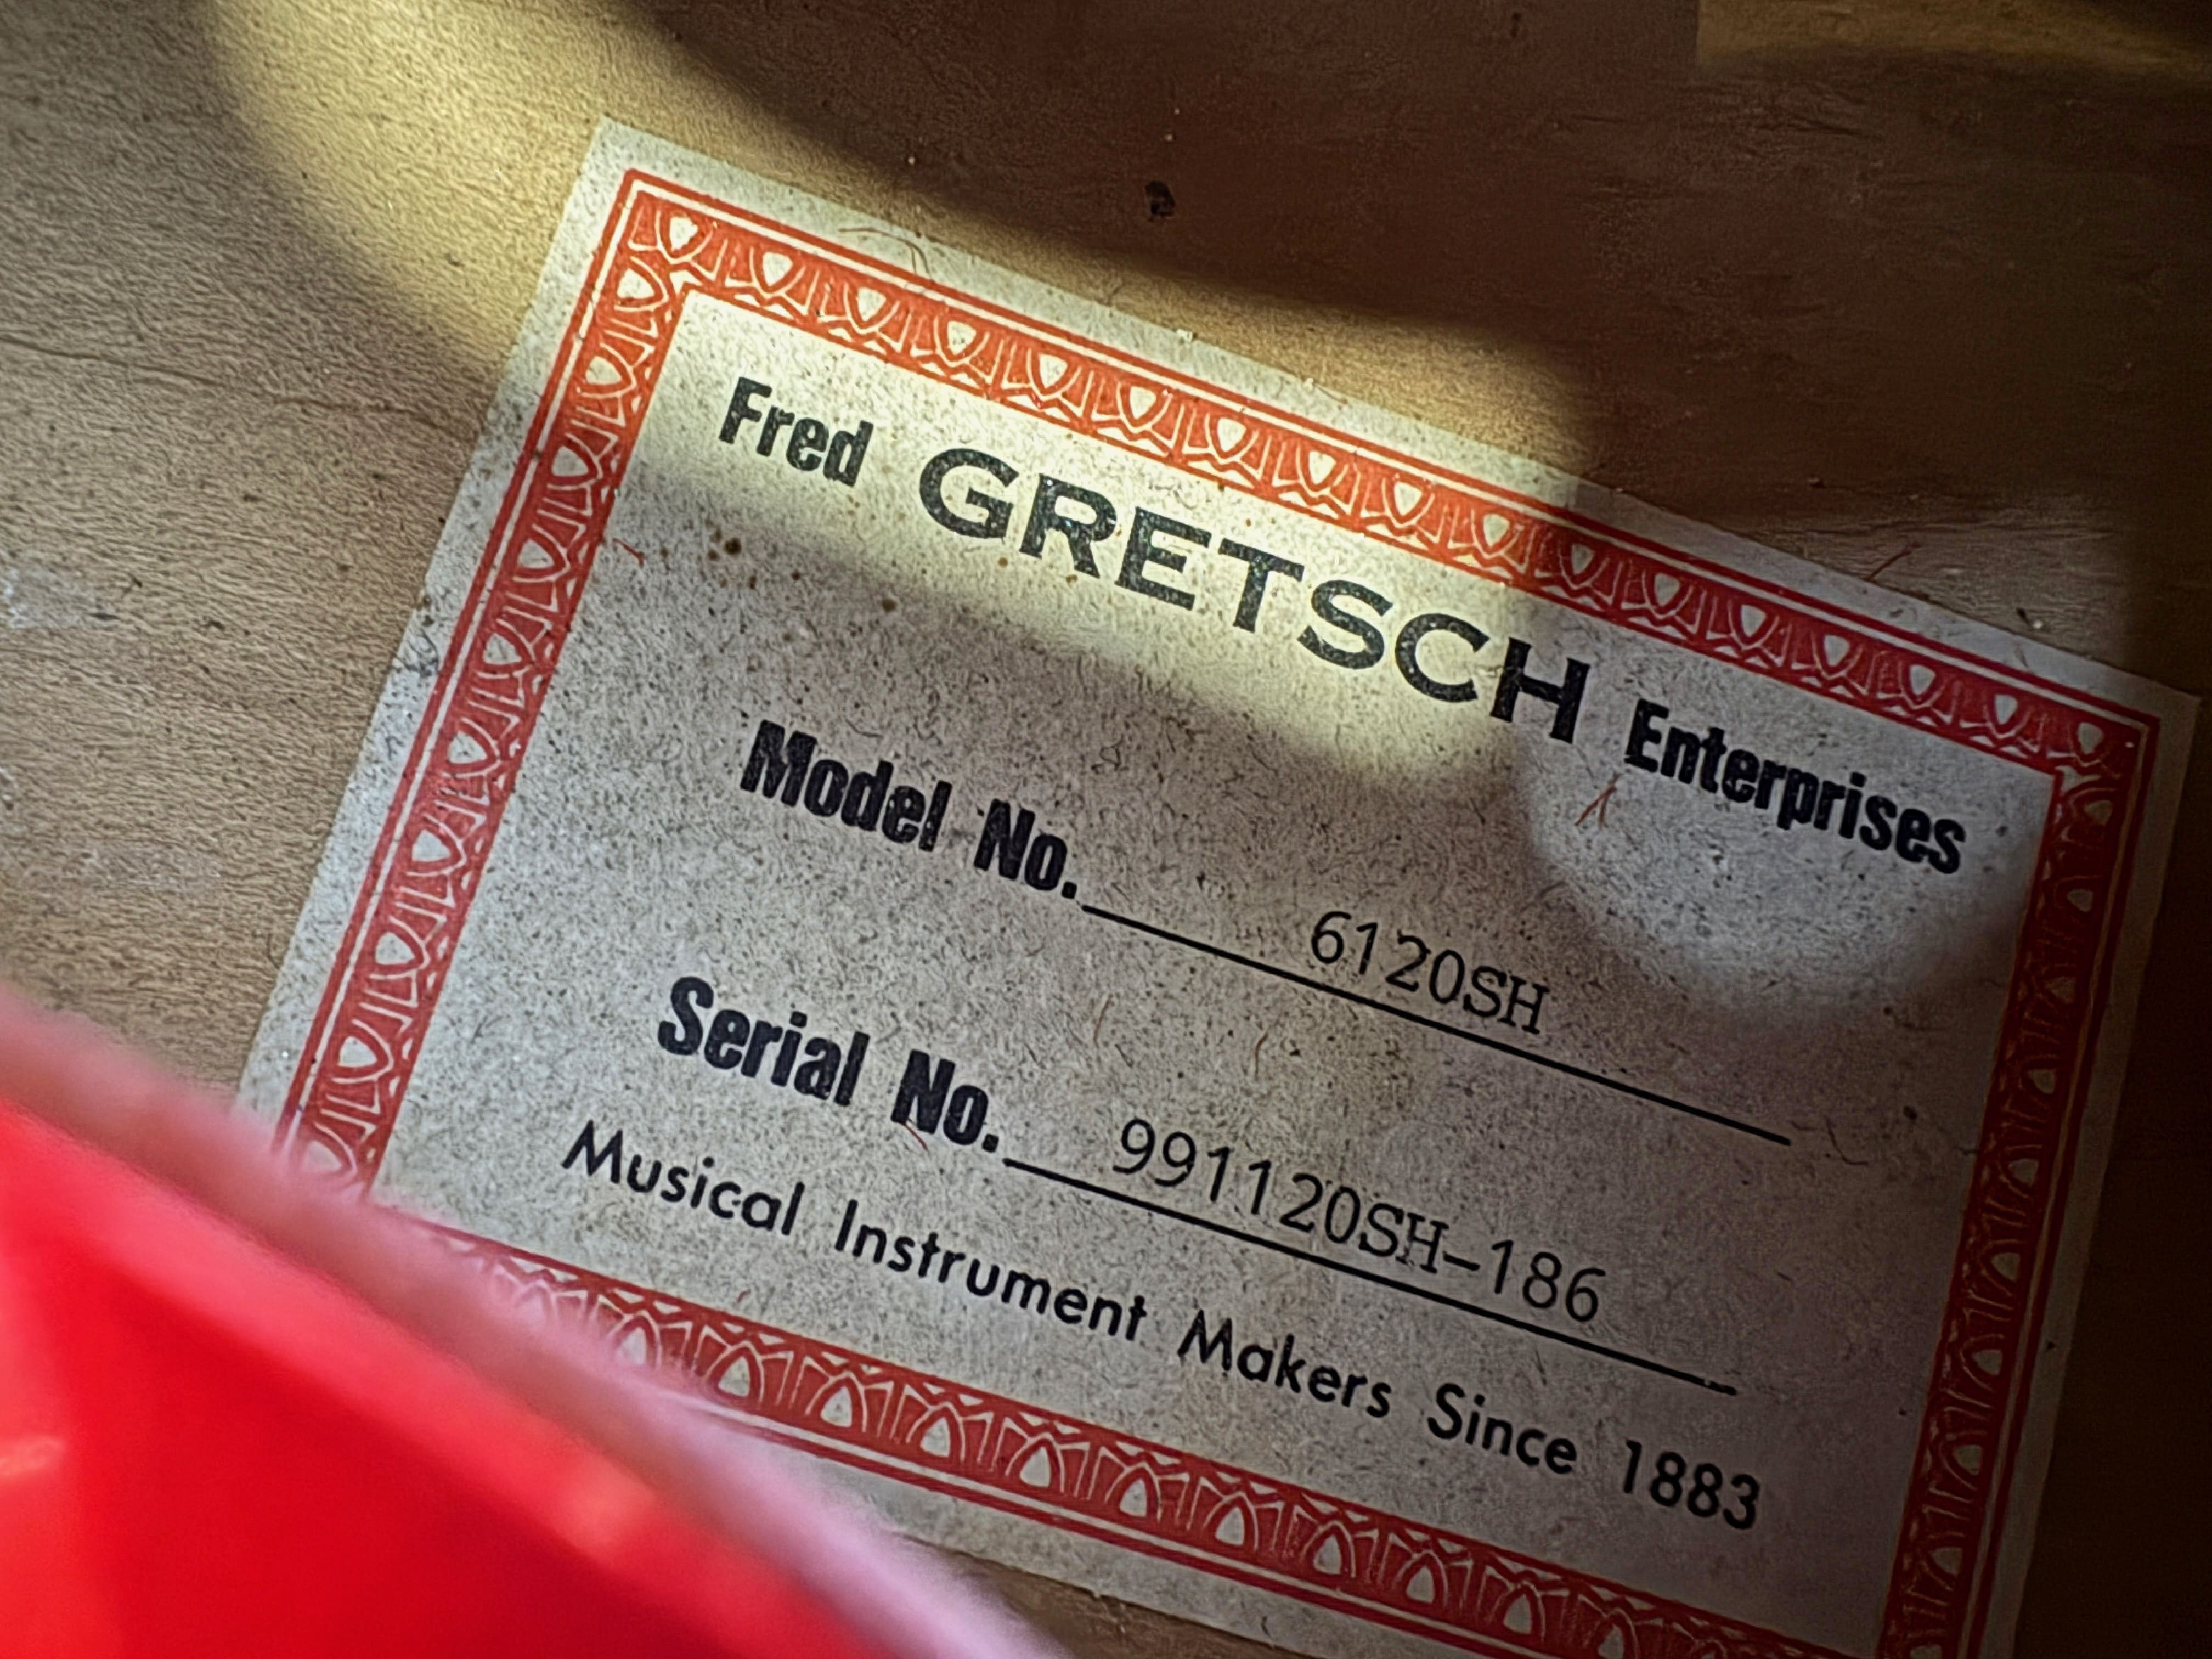 Fred GRETSCH Enterprises
Model No. 6120SH
Serial No. 991120SH-186
Musical Instrument Makers Since 1883